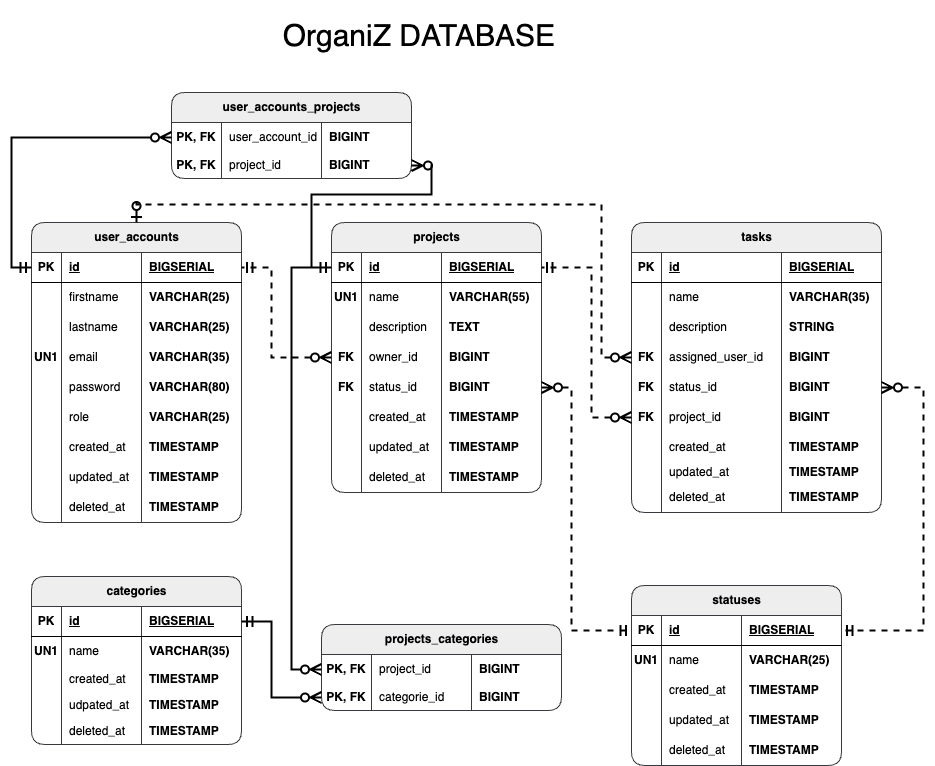 OrganiZ DATABASE
user_accounts_projects
PK, FK user_account_id BIGINT
PK, FK project_id BIGINT
user_accounts
PK id BIGSERIAL
firstname VARCHAR(25)
lastname VARCHAR(25)
UN1 email VARCHAR(35)
password VARCHAR(80)
role VARCHAR(25)
created_at TIMESTAMP
updated_at TIMESTAMP
deleted_at TIMESTAMP
projects
PK id BIGSERIAL
UN1 name VARCHAR(55)
description TEXT
FK owner_id BIGINT
FK status_id BIGINT
created_at TIMESTAMP
updated_at TIMESTAMP
deleted_at TIMESTAMP
tasks
PK id BIGSERIAL
name VARCHAR(35)
description STRING
FK assigned_user_id BIGINT
FK status_id BIGINT
FK project_id BIGINT
created_at TIMESTAMP
updated_at TIMESTAMP
deleted_at TIMESTAMP
categories
PK id BIGSERIAL
UN1 name VARCHAR(35)
created_at TIMESTAMP
udpated_at TIMESTAMP
deleted_at TIMESTAMP
projects_categories
PK, FK project_id BIGINT
PK, FK categorie_id BIGINT
statuses
PK id BIGSERIAL
UN1 name VARCHAR(25)
created_at TIMESTAMP
updated_at TIMESTAMP
deleted_at TIMESTAMP